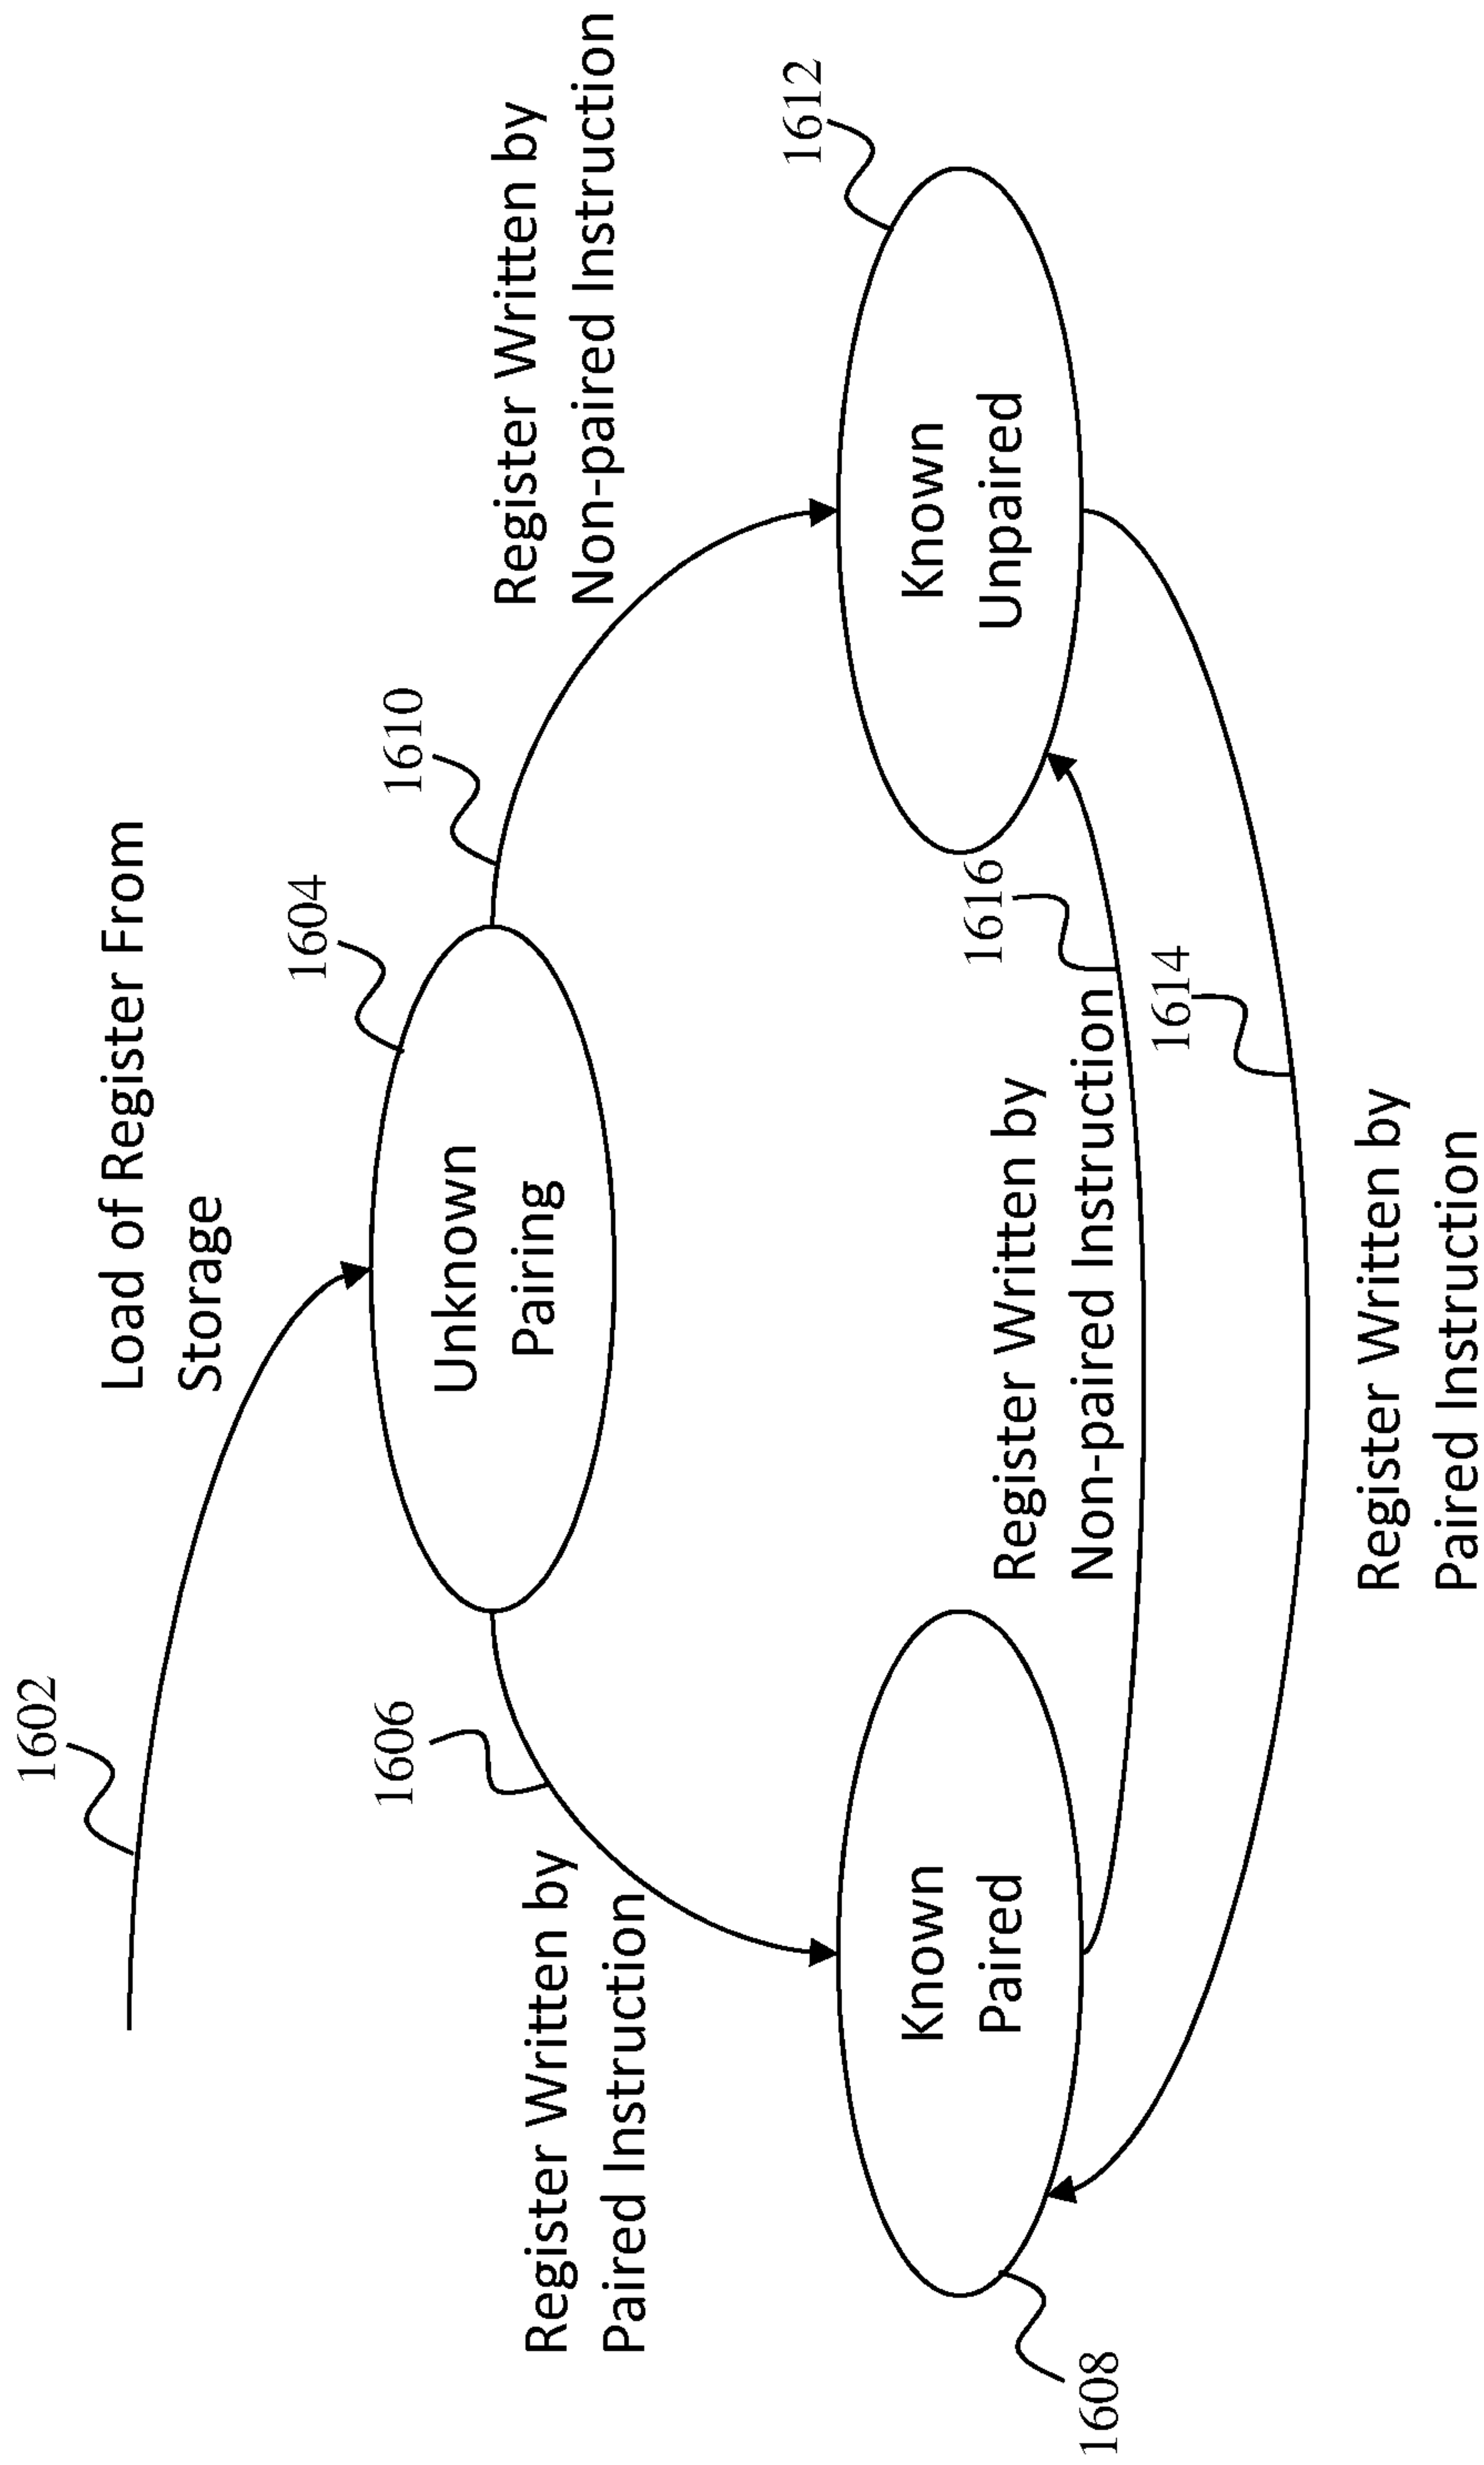 1602
Load of Register From
Storage
1604
Unknown
Pairing
1606
Register Written by
Paired Instruction
1610
Register Written by
Non-paired Instruction
1612
Known
Paired
Known
Unpaired
1608
1616
Register Written by
Non-paired Instruction
1614
Register Written by
Paired Instruction